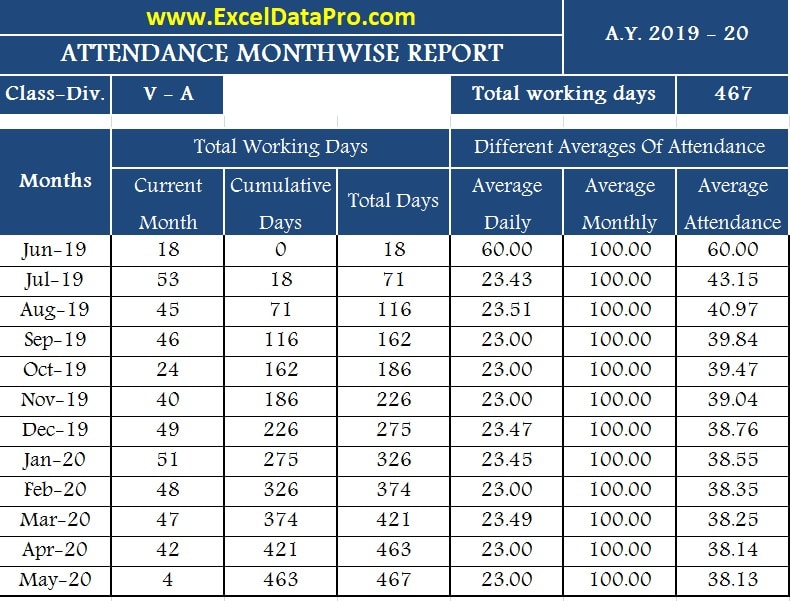 www.ExcelDataPro.com
A.Y. 2019 - 20
ATTENDANCE MONTHWISE REPORT
Class-Div. V - A Total working days 467
Months Total Working Days Different Averages Of Attendance
Current Month Cumulative Days Total Days Average Daily Average Monthly Average Attendance
Jun-19 18 0 18 60.00 100.00 60.00
Jul-19 53 18 71 23.43 100.00 43.15
Aug-19 45 71 116 23.51 100.00 40.97
Sep-19 46 116 162 23.00 100.00 39.84
Oct-19 24 162 186 23.00 100.00 39.47
Nov-19 40 186 226 23.00 100.00 39.04
Dec-19 49 226 275 23.47 100.00 38.76
Jan-20 51 275 326 23.45 100.00 38.55
Feb-20 48 326 374 23.00 100.00 38.35
Mar-20 47 374 421 23.49 100.00 38.25
Apr-20 42 421 463 23.00 100.00 38.14
May-20 4 463 467 23.00 100.00 38.13